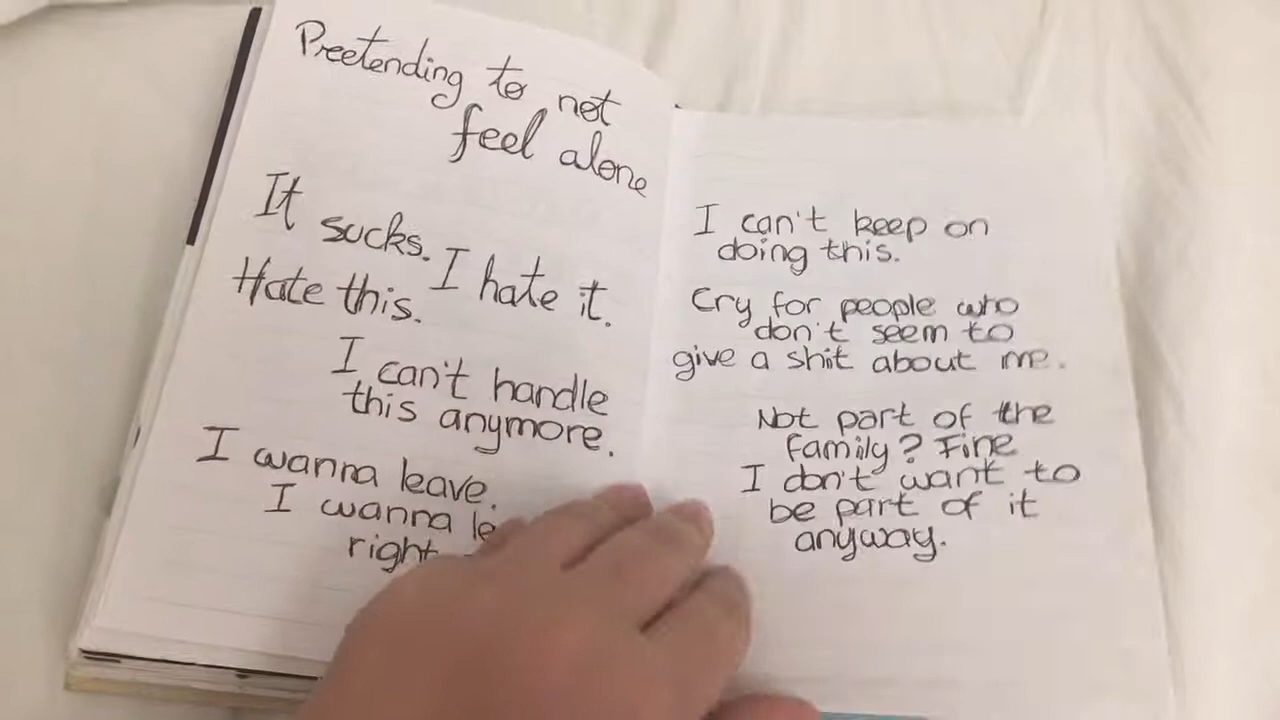 Pretending to not
feel alone
It sucks. I hate it.
Hate this.
I can't handle
this anymore.
I wanna leave.
I wanna
right
I can't keep on
doing this.
Cry for people who
don't seem to
give a shit about me.
Not part of the
family? Fine
I don't want to
be part of it
anyway.